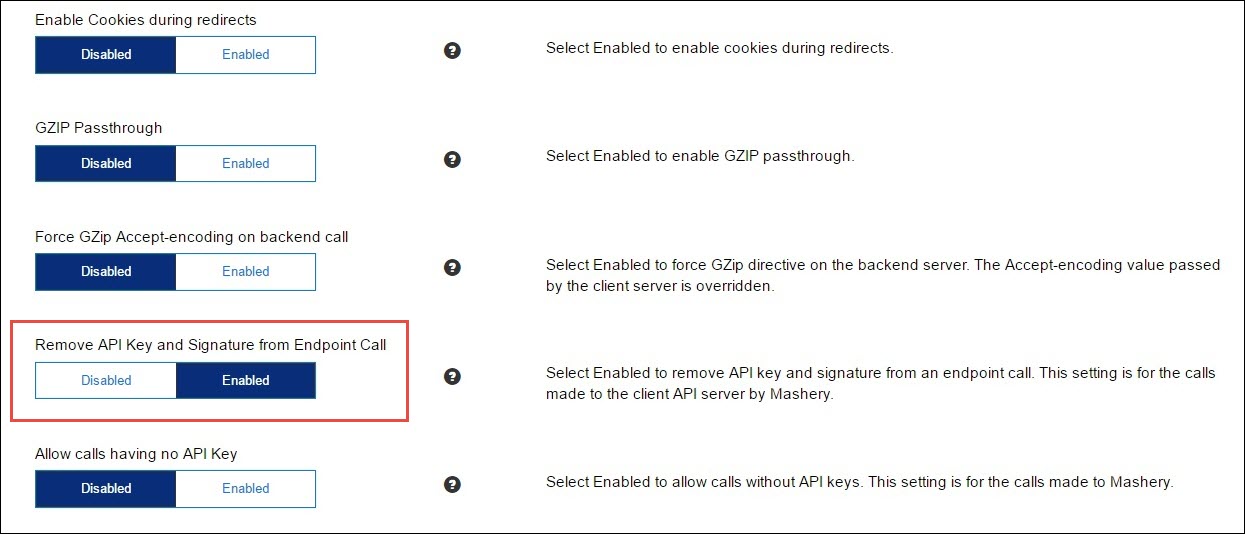 Enable Cookies during redirects
Disabled Enabled
? Select Enabled to enable cookies during redirects.
GZIP Passthrough
Disabled Enabled
? Select Enabled to enable GZIP passthrough.
Force GZip Accept-encoding on backend call
Disabled Enabled
? Select Enabled to force GZip directive on the backend server. The Accept-encoding value passed
by the client server is overridden.
Remove API Key and Signature from Endpoint Call
Disabled Enabled
? Select Enabled to remove API key and signature from an endpoint call. This setting is for the calls
made to the client API server by Mashery.
Allow calls having no API Key
Disabled Enabled
? Select Enabled to allow calls without API keys. This setting is for the calls made to Mashery.